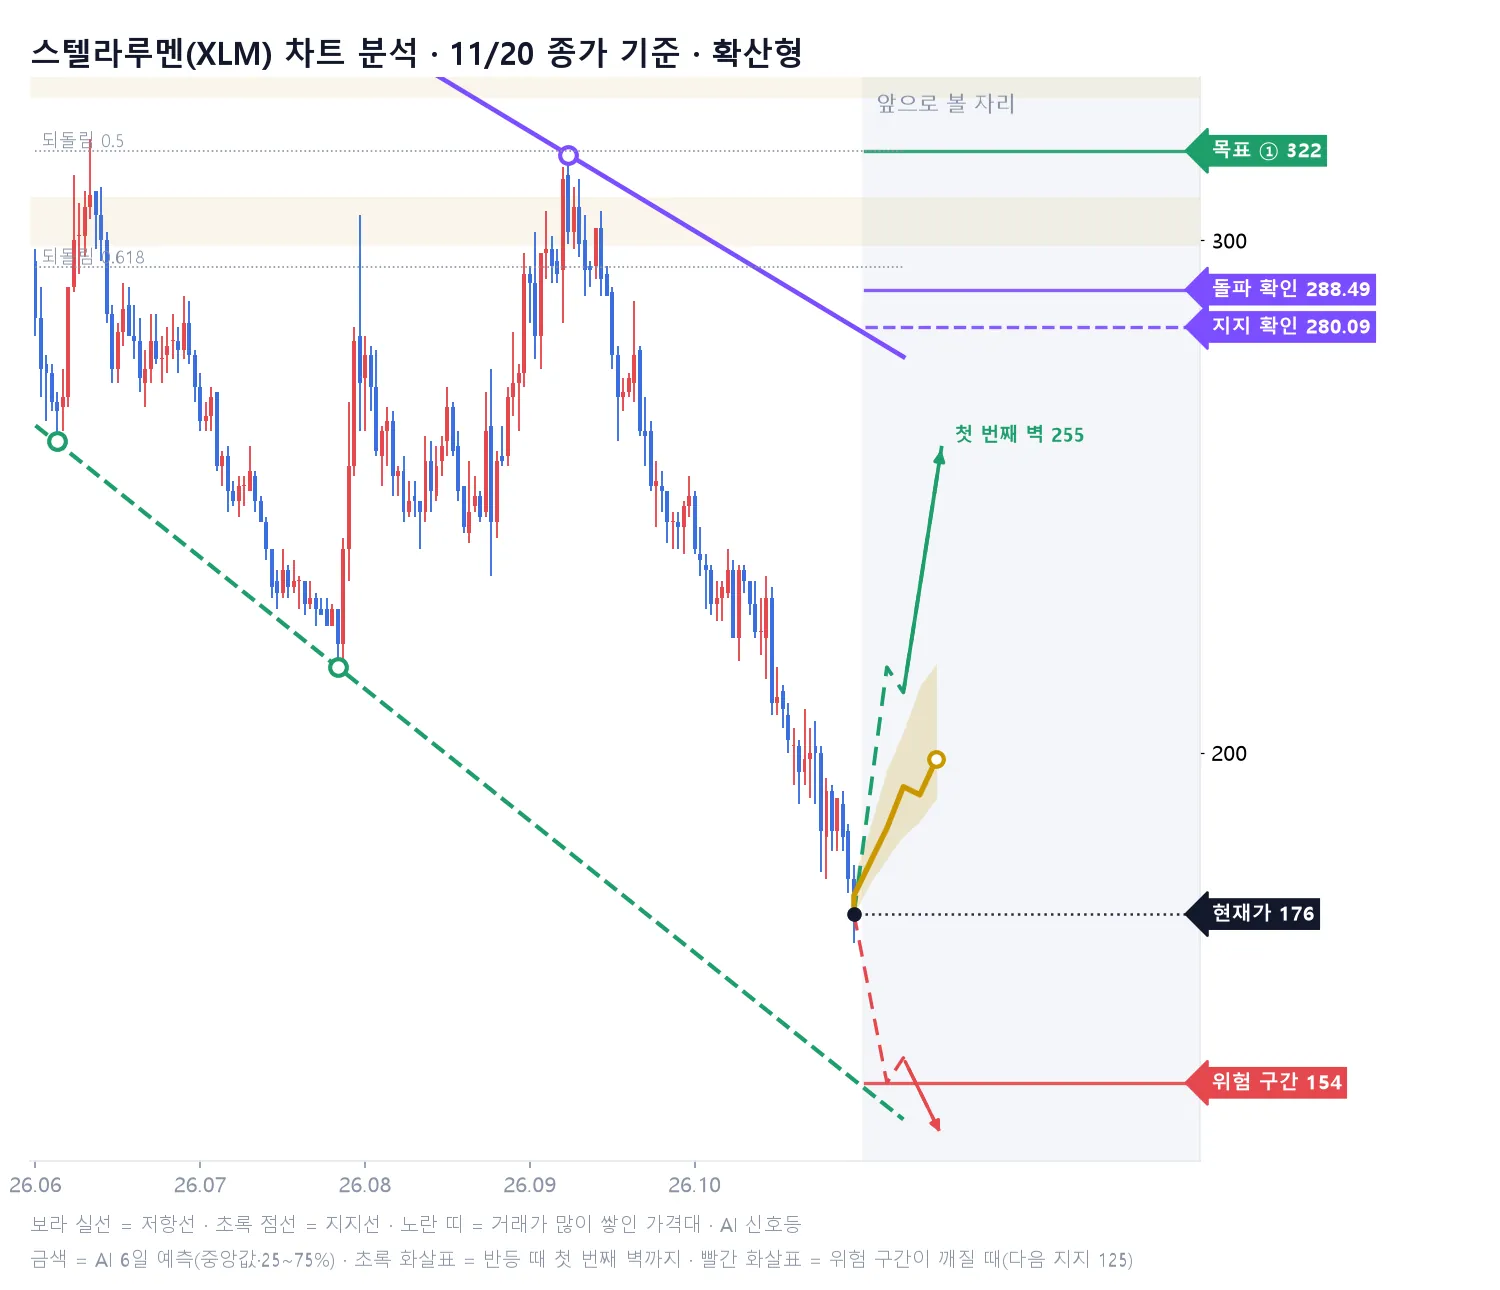 스텔라루멘(XLM) 차트 분석 · 11/20 종가 기준 · 확산형
앞으로 볼 자리
되돌림 0.5
목표 ① 322
300
되돌림 0.618
돌파 확인 288.49
지지 확인 280.09
첫 번째 벽 255
200
현재가 176
위험 구간 154
26.06
26.07
26.08
26.09
26.10
보라 실선 = 저항선 · 초록 점선 = 지지선 · 노란 띠 = 거래가 많이 쌓인 가격대 · AI 신호등
금색 = AI 6일 예측(중앙값·25~75%) · 초록 화살표 = 반등 때 첫 번째 벽까지 · 빨간 화살표 = 위험 구간이 깨질 때(다음 지지 125)